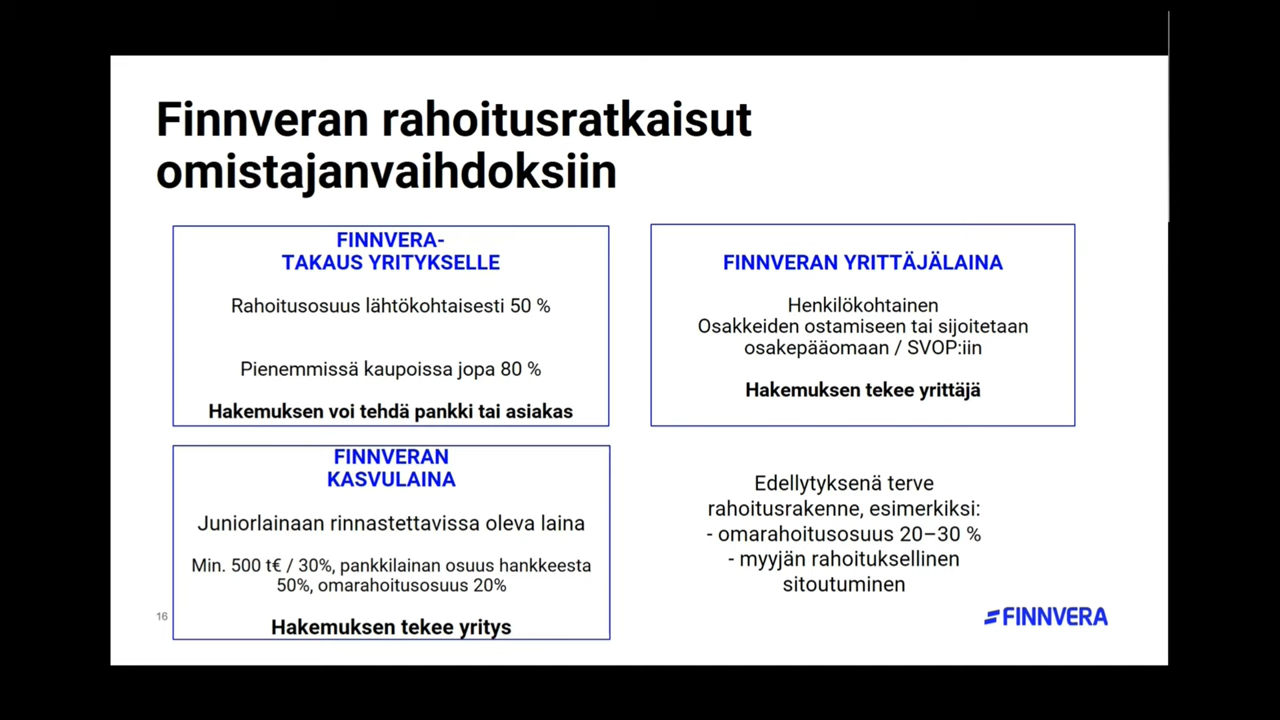 Finnveran rahoitusratkaisut
omistajanvaihdoksiin
FINNVERA-
TAKAUS YRITYKSELLE
Rahoitusosuus lähtökohtaisesti 50 %
Pienemmissä kaupoissa jopa 80 %
Hakemuksen voi tehdä pankki tai asiakas
FINNVERAN YRITTÄJÄLAINA
Henkilökohtainen
Osakkeiden ostamiseen tai sijoitetaan
osakepääomaan / SVOP:iin
Hakemuksen tekee yrittäjä
FINNVERAN
KASVULAINA
Juniorlainaan rinnastettavissa oleva laina
Min. 500 t€ / 30%, pankkilainan osuus hankkeesta
50%, omarahoitusosuus 20%
Hakemuksen tekee yritys
Edellytyksenä terve
rahoitusrakenne, esimerkiksi:
- omarahoitusosuus 20–30 %
- myyjän rahoituksellinen
sitoutuminen
16
FINNVERA